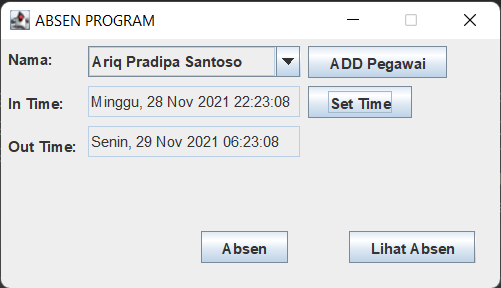 ABSEN PROGRAM
Nama: Ariq Pradipa Santoso ADD Pegawai
In Time: Minggu, 28 Nov 2021 22:23:08 Set Time
Out Time: Senin, 29 Nov 2021 06:23:08
Absen Lihat Absen